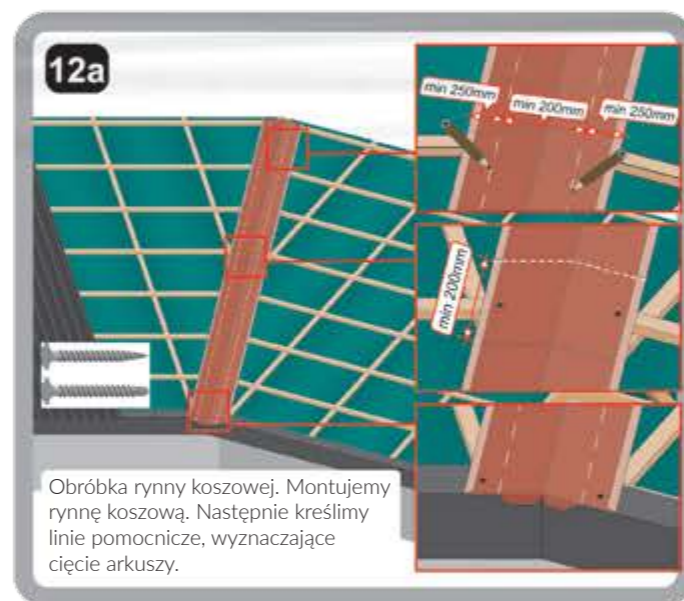 12a
min 250mm
min 200mm
min 250mm
min 200mm
Obróbka rynny koszowej. Montujemy
rynnę koszową. Następnie kreślimy
linie pomocnicze, wyznaczające
cięcie arkuszy.